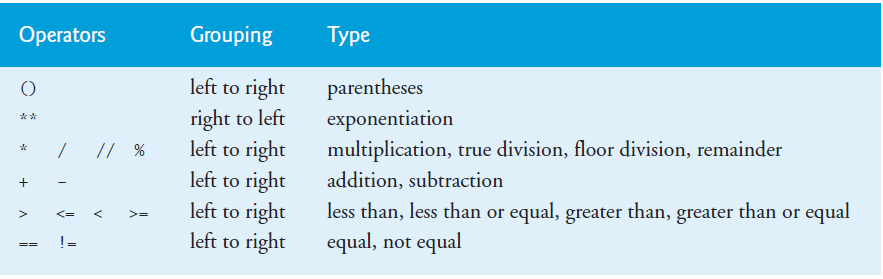 Operators Grouping Type
() left to right parentheses
** right to left exponentiation
* / // % left to right multiplication, true division, floor division, remainder
+ - left to right addition, subtraction
> <= < >= left to right less than, less than or equal, greater than, greater than or equal
== != left to right equal, not equal